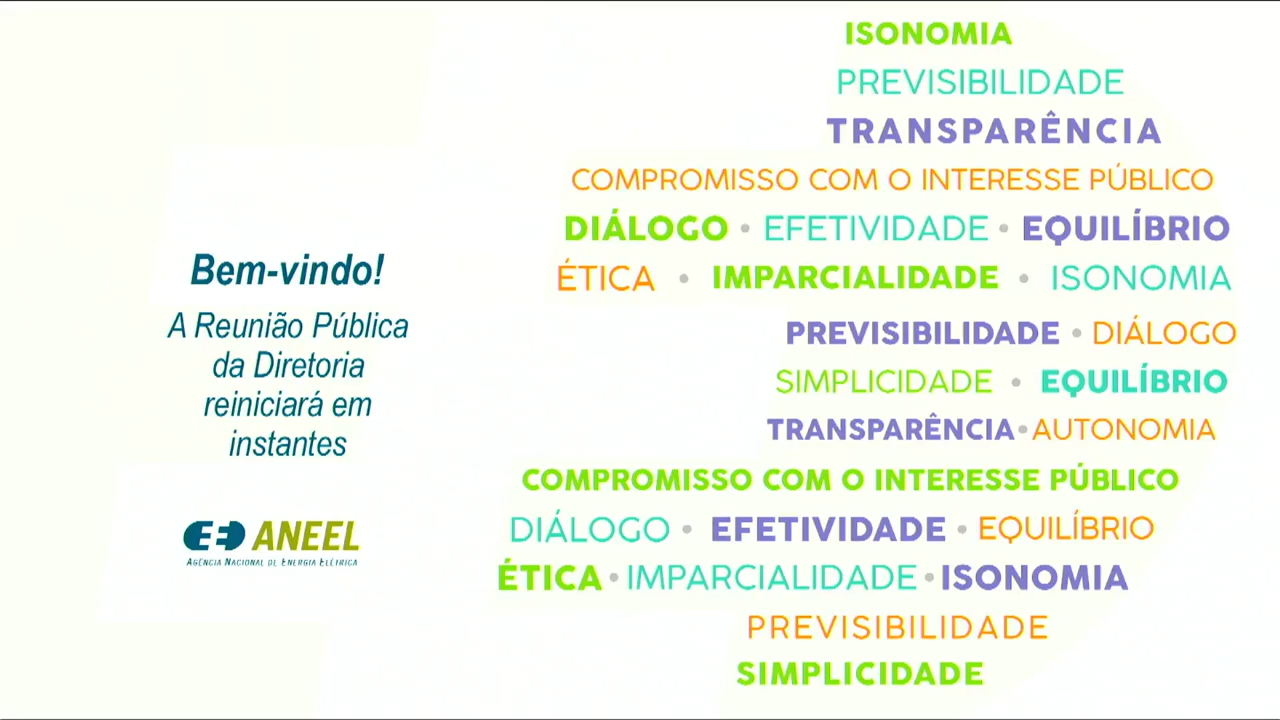 Bem-vindo!
A Reunião Pública
da Diretoria
reiniciará em
instantes
ANEEL
AGÊNCIA NACIONAL DE ENERGIA ELÉTRICA
ISONOMIA
PREVISIBILIDADE
TRANSPARÊNCIA
COMPROMISSO COM O INTERESSE PÚBLICO
DIÁLOGO • EFETIVIDADE • EQUILÍBRIO
ÉTICA • IMPARCIALIDADE • ISONOMIA
PREVISIBILIDADE • DIÁLOGO
SIMPLICIDADE • EQUILÍBRIO
TRANSPARÊNCIA • AUTONOMIA
COMPROMISSO COM O INTERESSE PÚBLICO
DIÁLOGO • EFETIVIDADE • EQUILÍBRIO
ÉTICA • IMPARCIALIDADE • ISONOMIA
PREVISIBILIDADE
SIMPLICIDADE